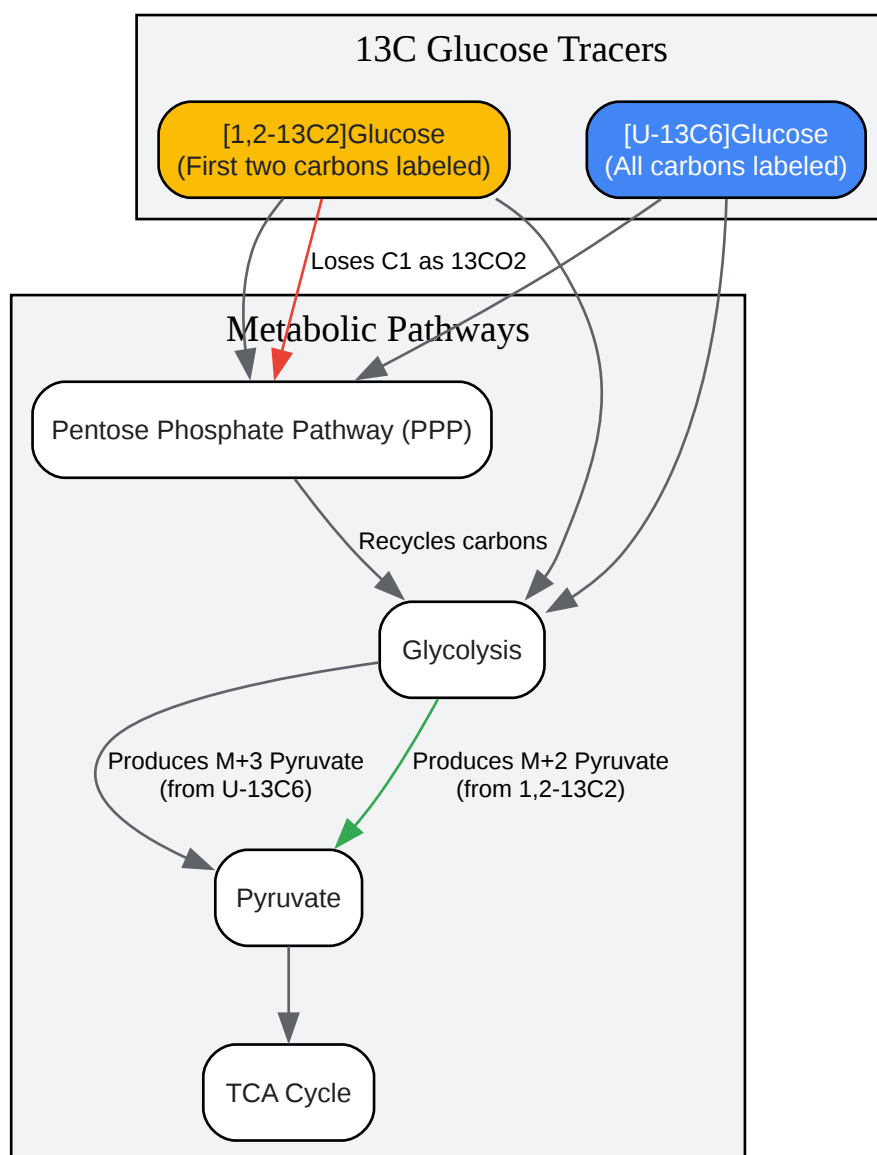 13C Glucose Tracers
[1,2-13C2]Glucose
(First two carbons labeled)
[U-13C6]Glucose
(All carbons labeled)
Loses C1 as 13CO2
Metabolic Pathways
Pentose Phosphate Pathway (PPP)
Recycles carbons
Glycolysis
Produces M+3 Pyruvate
(from U-13C6)
Produces M+2 Pyruvate
(from 1,2-13C2)
Pyruvate
TCA Cycle